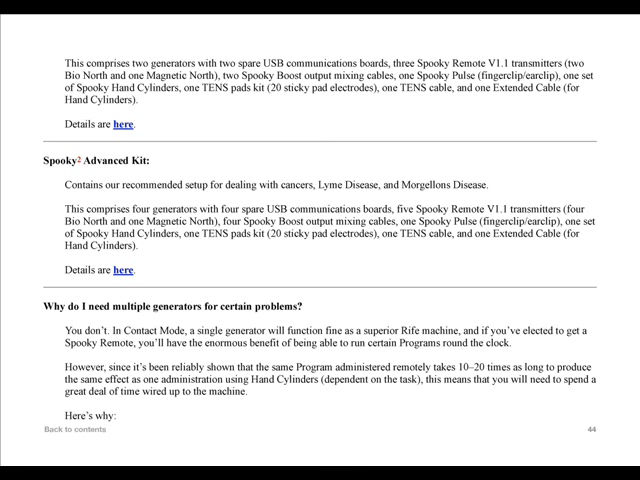 This comprises two generators with two spare USB communications boards, three Spooky Remote V1.1 transmitters (two
Bio North and one Magnetic North), two Spooky Boost output mixing cables, one Spooky Pulse (fingerclip/earclip), one set
of Spooky Hand Cylinders, one TENS pads kit (20 sticky pad electrodes), one TENS cable, and one Extended Cable (for
Hand Cylinders).
Details are here.
Spooky2 Advanced Kit:
Contains our recommended setup for dealing with cancers, Lyme Disease, and Morgellons Disease.
This comprises four generators with four spare USB communications boards, five Spooky Remote V1.1 transmitters (four
Bio North and one Magnetic North), four Spooky Boost output mixing cables, one Spooky Pulse (fingerclip/earclip), one set
of Spooky Hand Cylinders, one TENS pads kit (20 sticky pad electrodes), one TENS cable, and one Extended Cable (for
Hand Cylinders).
Details are here.
Why do I need multiple generators for certain problems?
You don’t. In Contact Mode, a single generator will function fine as a superior Rife machine, and if you’ve elected to get a
Spooky Remote, you’ll have the enormous benefit of being able to run certain Programs round the clock.
However, since it’s been reliably shown that the same Program administered remotely takes 10–20 times as long to produce
the same effect as one administration using Hand Cylinders (dependent on the task), this means that you will need to spend a
great deal of time wired up to the machine.
Here’s why:
Back to contents 44